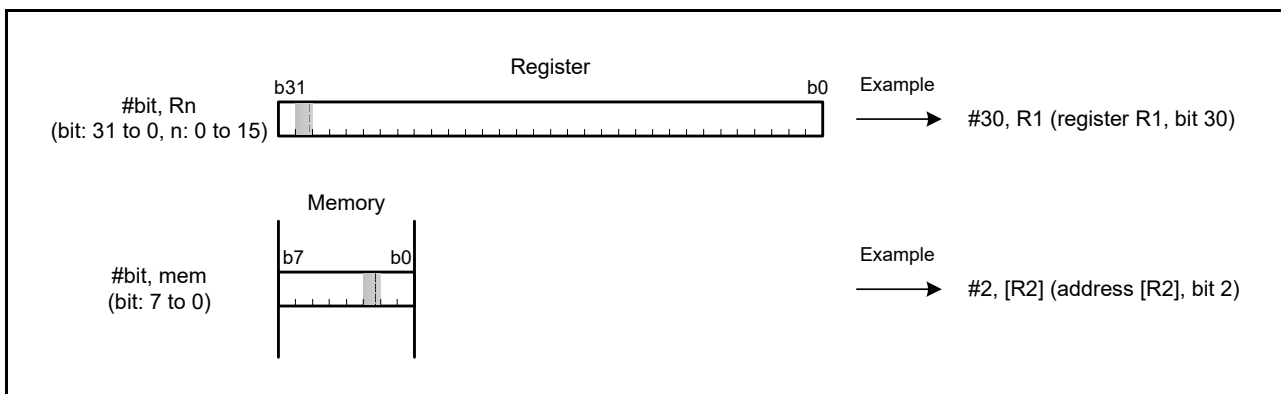 Register
b31 b0
#bit, Rn
(bit: 31 to 0, n: 0 to 15)
Example
#30, R1 (register R1, bit 30)
Memory
b7 b0
#bit, mem
(bit: 7 to 0)
Example
#2, [R2] (address [R2], bit 2)